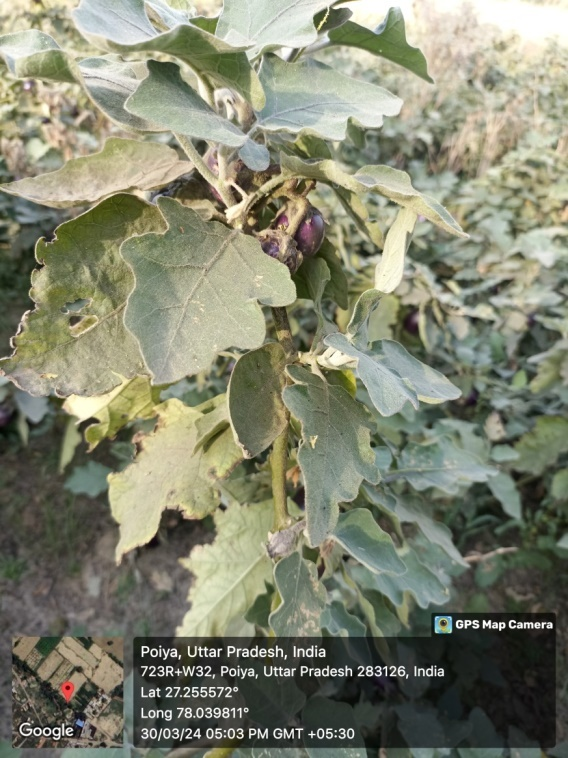 GPS Map Camera
Poiya, Uttar Pradesh, India
723R+W32, Poiya, Uttar Pradesh 283126, India
Lat 27.255572°
Long 78.039811°
30/03/24 05:03 PM GMT +05:30
Google